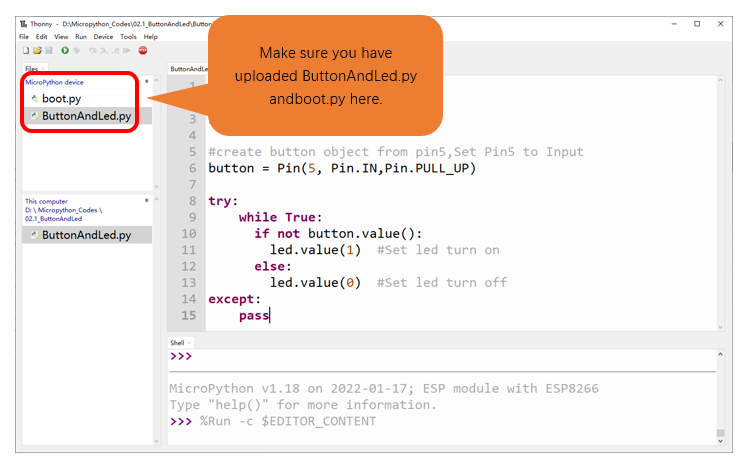 Thonny - D:\Micropython_Codes\02.1_ButtonAndLed\Button
File Edit View Run Device Tools Help
Make sure you have
uploaded ButtonAndLed.py
andboot.py here.
Files
MicroPython device
boot.py
ButtonAndLed.py
This computer
D: \ Micropython_Codes \
02.1_ButtonAndLed
ButtonAndLed.py
ButtonAndLe
1
3
4
5 #create button object from pin5,Set Pin5 to Input
6 button = Pin(5, Pin.IN,Pin.PULL_UP)
7
8 try:
9 while True:
10 if not button.value():
11 led.value(1) #Set led turn on
12 else:
13 led.value(0) #Set led turn off
14 except:
15 pass
Shell
>>>
MicroPython v1.18 on 2022-01-17; ESP module with ESP8266
Type "help()" for more information.
>>> %Run -c $EDITOR_CONTENT